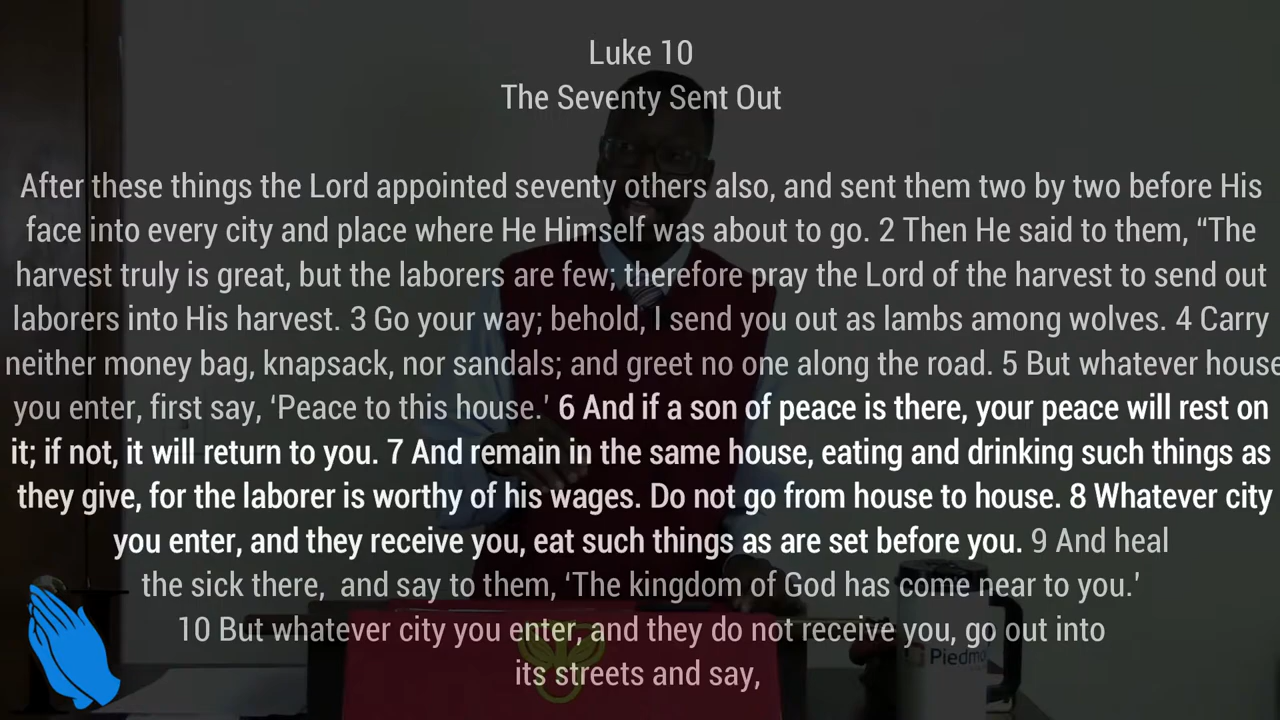 Luke 10
The Seventy Sent Out
After these things the Lord appointed seventy others also, and sent them two by two before His
face into every city and place where He Himself was about to go. 2 Then He said to them, “The
harvest truly is great, but the laborers are few; therefore pray the Lord of the harvest to send out
laborers into His harvest. 3 Go your way; behold, I send you out as lambs among wolves. 4 Carry
neither money bag, knapsack, nor sandals; and greet no one along the road. 5 But whatever house
you enter, first say, ‘Peace to this house.’ 6 And if a son of peace is there, your peace will rest on
it; if not, it will return to you. 7 And remain in the same house, eating and drinking such things as
they give, for the laborer is worthy of his wages. Do not go from house to house. 8 Whatever city
you enter, and they receive you, eat such things as are set before you. 9 And heal
the sick there, and say to them, ‘The kingdom of God has come near to you.’
10 But whatever city you enter, and they do not receive you, go out into
its streets and say,